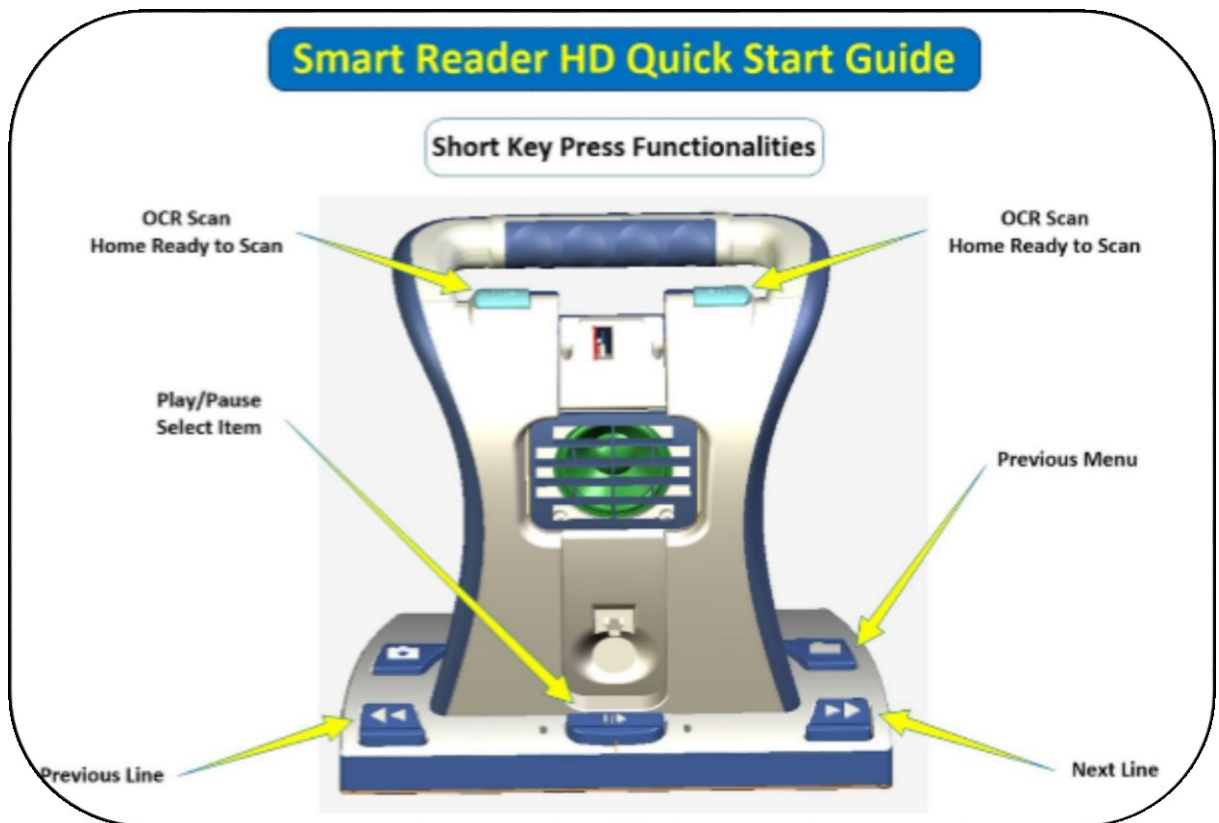 Smart Reader HD Quick Start Guide
Short Key Press Functionalities
OCR Scan
Home Ready to Scan
OCR Scan
Home Ready to Scan
Play/Pause
Select Item
Previous Menu
Previous Line
Next Line